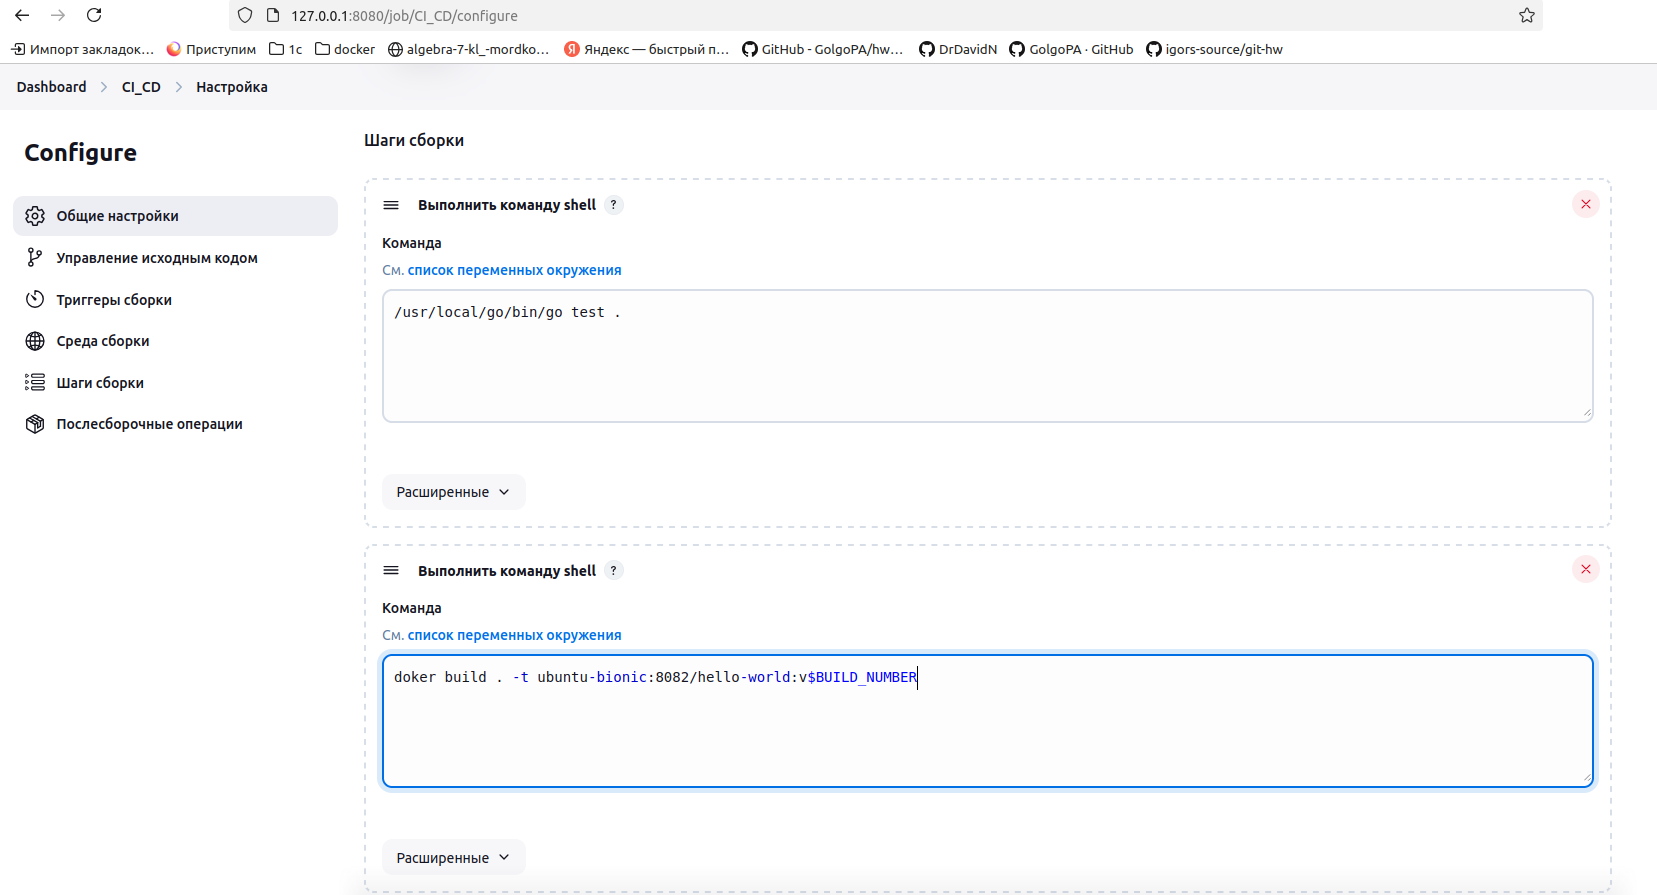 127.0.0.1:8080/job/CI_CD/configure
Импорт закладок... Приступим 1c docker algebra-7-kl_-mordko... Яндекс — быстрый п... GitHub - GolgoPA/hw... DrDavidN GolgoPA · GitHub igors-source/git-hw
Dashboard > CI_CD > Настройка
Configure
Общие настройки
Управление исходным кодом
Триггеры сборки
Среда сборки
Шаги сборки
Послесборочные операции
Шаги сборки
Выполнить команду shell ?
Команда
См. список переменных окружения
/usr/local/go/bin/go test .
Расширенные
Выполнить команду shell ?
Команда
См. список переменных окружения
doker build . -t ubuntu-bionic:8082/hello-world:v$BUILD_NUMBER
Расширенные